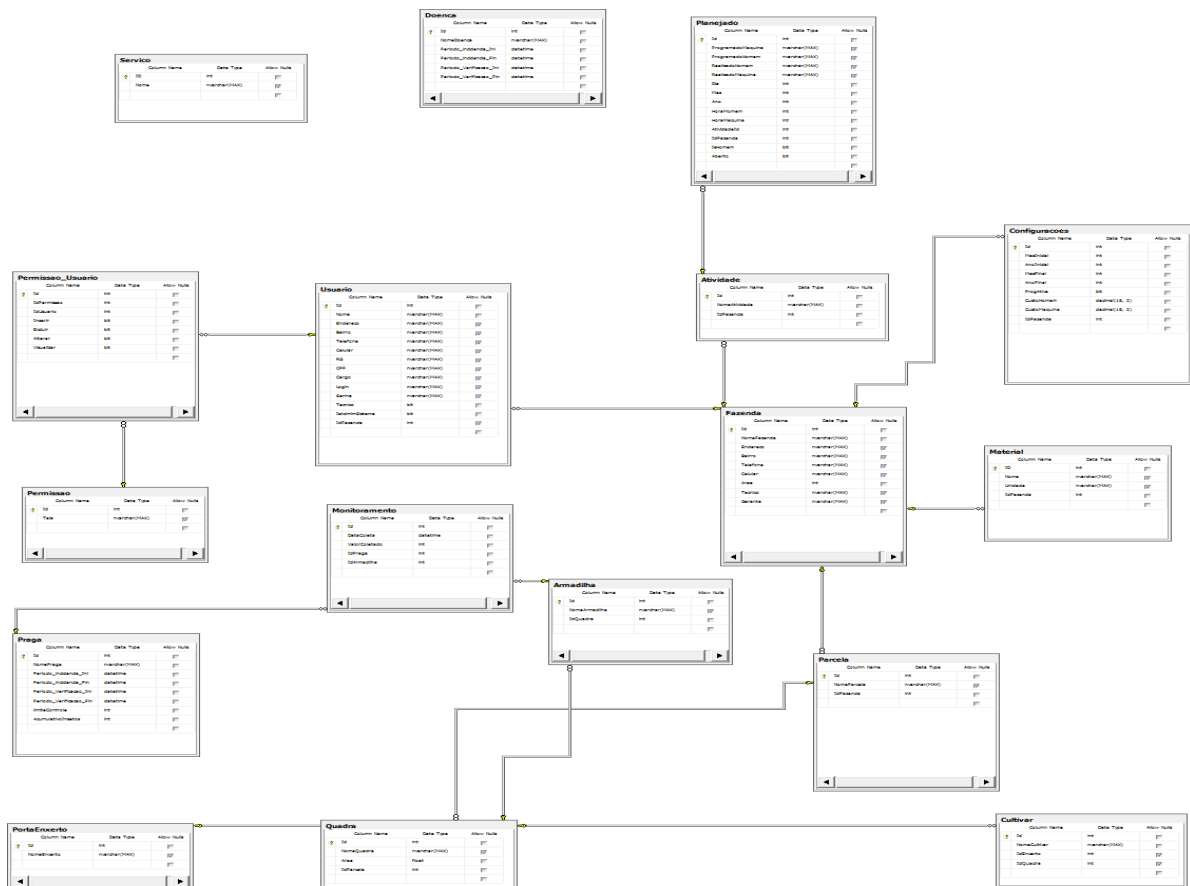 Servico
Column Name Data Type Allow Nulls
ID int
Nome nvarchar(MAX)
Doenca
Column Name Data Type Allow Nulls
Id int
NomeDoenca nvarchar(MAX)
Periodo_Incidencia_Ini datetime
Periodo_Incidencia_Fin datetime
Periodo_Verificacao_Ini datetime
Periodo_Verificacao_Fin datetime
Planejado
Column Name Data Type Allow Nulls
Id int
ProgramadoMaquina nvarchar(MAX)
ProgramadoHomem nvarchar(MAX)
RealizadoHomem nvarchar(MAX)
RealizadoMaquina nvarchar(MAX)
Dia int
Mes int
Ano int
HoraHomem int
HoraMaquina int
AtividadeId int
IdFazenda int
IsHomem bit
Aberto bit
Configuracoes
Column Name Data Type Allow Nulls
Id int
MesInicial int
AnoInicial int
MesFinal int
AnoFinal int
ProgAtiva bit
CustoHomem decimal(18, 2)
CustoMaquina decimal(18, 2)
IdFazenda int
Permissao_Usuario
Column Name Data Type Allow Nulls
Id int
IdPermissao int
IdUsuario int
Inserir bit
Excluir bit
Alterar bit
Visualizar bit
Usuario
Column Name Data Type Allow Nulls
Id int
Nome nvarchar(MAX)
Endereco nvarchar(MAX)
Bairro nvarchar(MAX)
Telefone nvarchar(MAX)
Celular nvarchar(MAX)
RG nvarchar(MAX)
CPF nvarchar(MAX)
Cargo nvarchar(MAX)
Login nvarchar(MAX)
Senha nvarchar(MAX)
Tecnico bit
IsAdmimSistema bit
IdFazenda int
Atividade
Column Name Data Type Allow Nulls
Id int
NomeAtividade nvarchar(MAX)
IdFazenda int
Fazenda
Column Name Data Type Allow Nulls
Id int
NomeFazenda nvarchar(MAX)
Endereco nvarchar(MAX)
Bairro nvarchar(MAX)
Telefone nvarchar(MAX)
Celular nvarchar(MAX)
Area int
Tecnico nvarchar(MAX)
Gerente nvarchar(MAX)
Material
Column Name Data Type Allow Nulls
ID int
Nome nvarchar(MAX)
Unidade nvarchar(MAX)
IdFazenda int
Permissao
Column Name Data Type Allow Nulls
Id int
Tela nvarchar(MAX)
Monitoramento
Column Name Data Type Allow Nulls
Id int
DataColeta datetime
ValorColetado int
IdPraga int
IdArmadilha int
Armadilha
Column Name Data Type Allow Nulls
Id int
NomeArmadilha nvarchar(MAX)
IdQuadra int
Praga
Column Name Data Type Allow Nulls
Id int
NomePraga nvarchar(MAX)
Periodo_Incidencia_Ini datetime
Periodo_Incidencia_Fin datetime
Periodo_Verificacao_Ini datetime
Periodo_Verificacao_Fin datetime
limiteControle int
AcumulativoInsetos int
Parcela
Column Name Data Type Allow Nulls
Id int
NomeParcela nvarchar(MAX)
IdFazenda int
PortaEnxerto
Column Name Data Type Allow Nulls
Id int
NomeEnxerto nvarchar(MAX)
Quadra
Column Name Data Type Allow Nulls
Id int
NomeQuadra nvarchar(MAX)
Area float
IdParcela int
Cultivar
Column Name Data Type Allow Nulls
Id int
NomeCultivar nvarchar(MAX)
IdEnxerto int
IdQuadra int